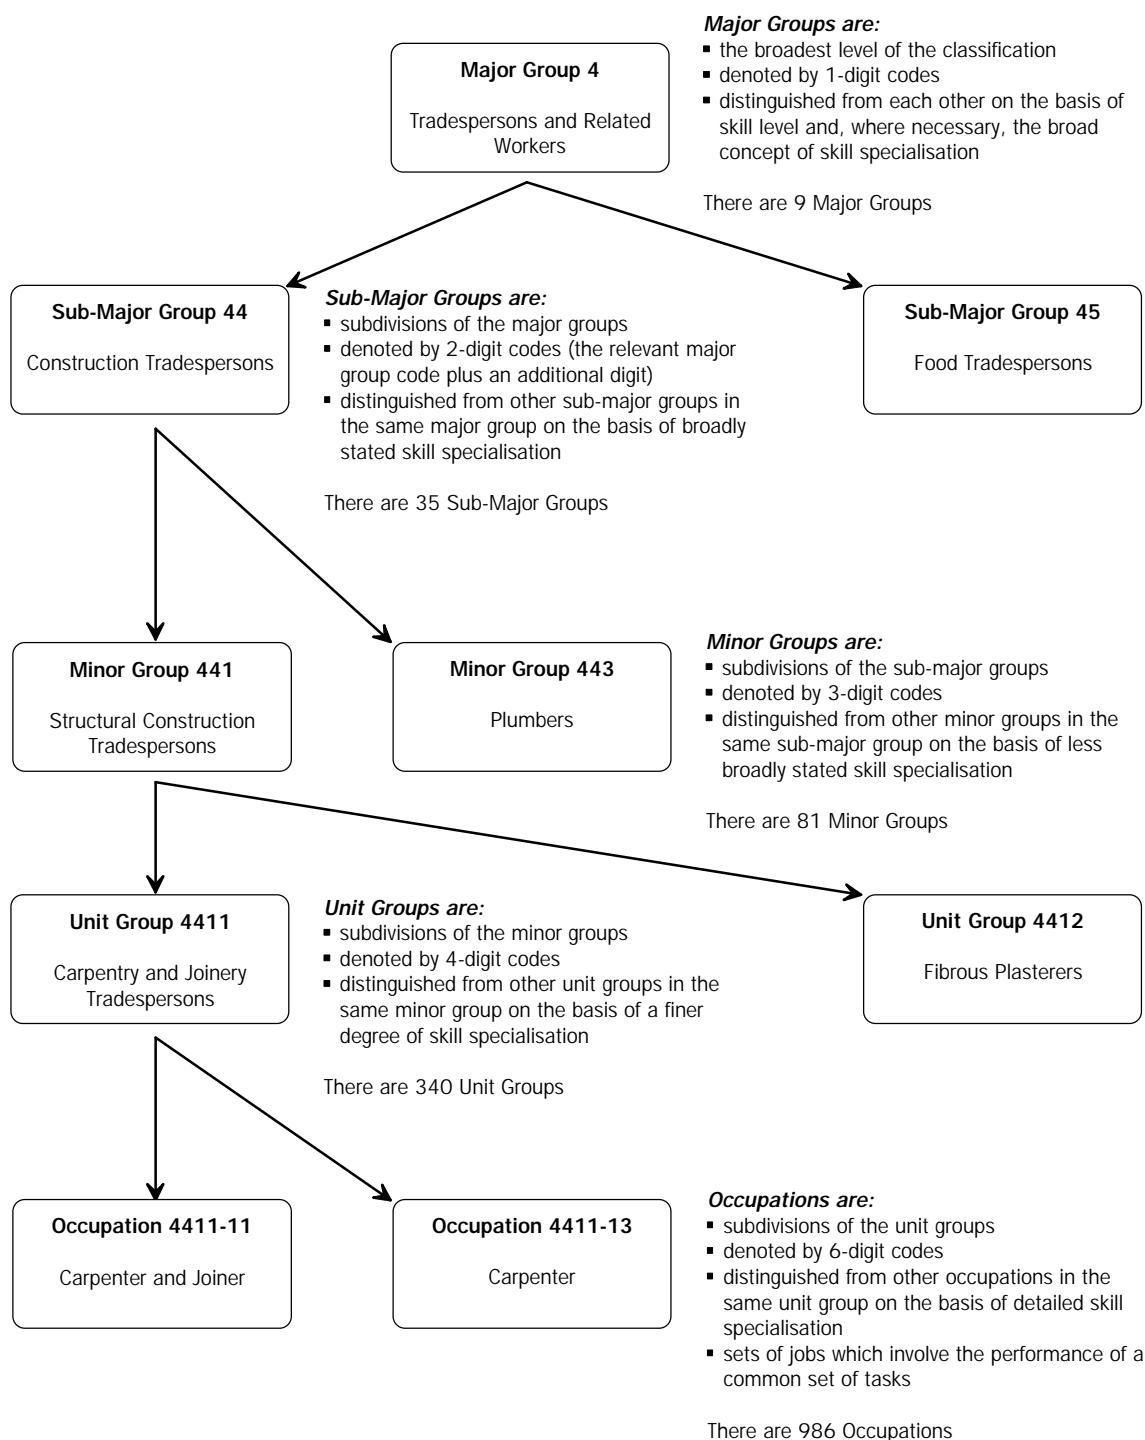 Major Group 4
Tradespersons and Related
Workers
Major Groups are:
▪ the broadest level of the classification
▪ denoted by 1-digit codes
▪ distinguished from each other on the basis of
skill level and, where necessary, the broad
concept of skill specialisation
There are 9 Major Groups
Sub-Major Group 44
Construction Tradespersons
Sub-Major Groups are:
▪ subdivisions of the major groups
▪ denoted by 2-digit codes (the relevant major
group code plus an additional digit)
▪ distinguished from other sub-major groups in
the same major group on the basis of broadly
stated skill specialisation
There are 35 Sub-Major Groups
Sub-Major Group 45
Food Tradespersons
Minor Group 441
Structural Construction
Tradespersons
Minor Group 443
Plumbers
Minor Groups are:
▪ subdivisions of the sub-major groups
▪ denoted by 3-digit codes
▪ distinguished from other minor groups in the
same sub-major group on the basis of less
broadly stated skill specialisation
There are 81 Minor Groups
Unit Group 4411
Carpentry and Joinery
Tradespersons
Unit Groups are:
▪ subdivisions of the minor groups
▪ denoted by 4-digit codes
▪ distinguished from other unit groups in the
same minor group on the basis of a finer
degree of skill specialisation
There are 340 Unit Groups
Unit Group 4412
Fibrous Plasterers
Occupation 4411-11
Carpenter and Joiner
Occupation 4411-13
Carpenter
Occupations are:
▪ subdivisions of the unit groups
▪ denoted by 6-digit codes
▪ distinguished from other occupations in the
same unit group on the basis of detailed skill
specialisation
▪ sets of jobs which involve the performance of a
common set of tasks
There are 986 Occupations